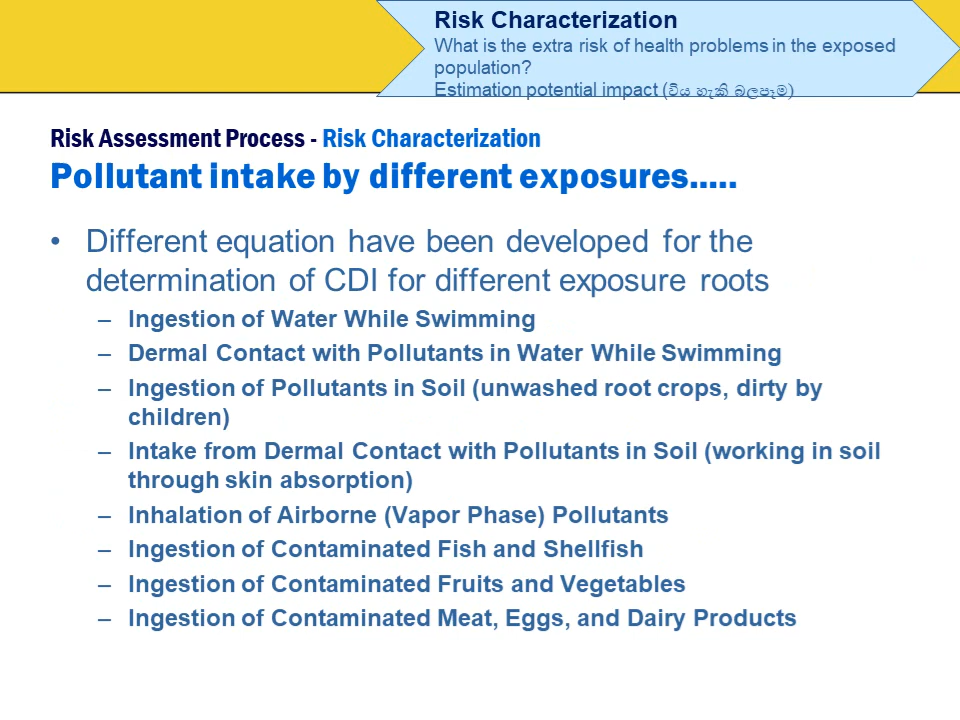 Risk Characterization
What is the extra risk of health problems in the exposed
population?
Estimation potential impact (විය හැකි බලපෑම)
Risk Assessment Process - Risk Characterization
Pollutant intake by different exposures.....
• Different equation have been developed for the
determination of CDI for different exposure roots
– Ingestion of Water While Swimming
– Dermal Contact with Pollutants in Water While Swimming
– Ingestion of Pollutants in Soil (unwashed root crops, dirty by
children)
– Intake from Dermal Contact with Pollutants in Soil (working in soil
through skin absorption)
– Inhalation of Airborne (Vapor Phase) Pollutants
– Ingestion of Contaminated Fish and Shellfish
– Ingestion of Contaminated Fruits and Vegetables
– Ingestion of Contaminated Meat, Eggs, and Dairy Products